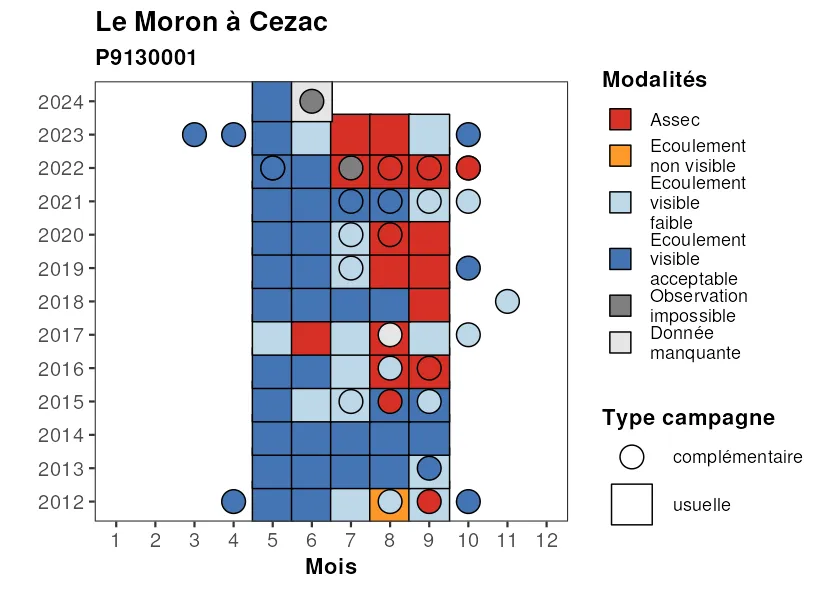 Le Moron à Cezac
P9130001
2024
2023
2022
2021
2020
2019
2018
2017
2016
2015
2014
2013
2012
1 2 3 4 5 6 7 8 9 10 11 12
Mois
Modalités
Assec
Ecoulement
non visible
Ecoulement
visible
faible
Ecoulement
visible
acceptable
Observation
impossible
Donnée
manquante
Type campagne
complémentaire
usuelle